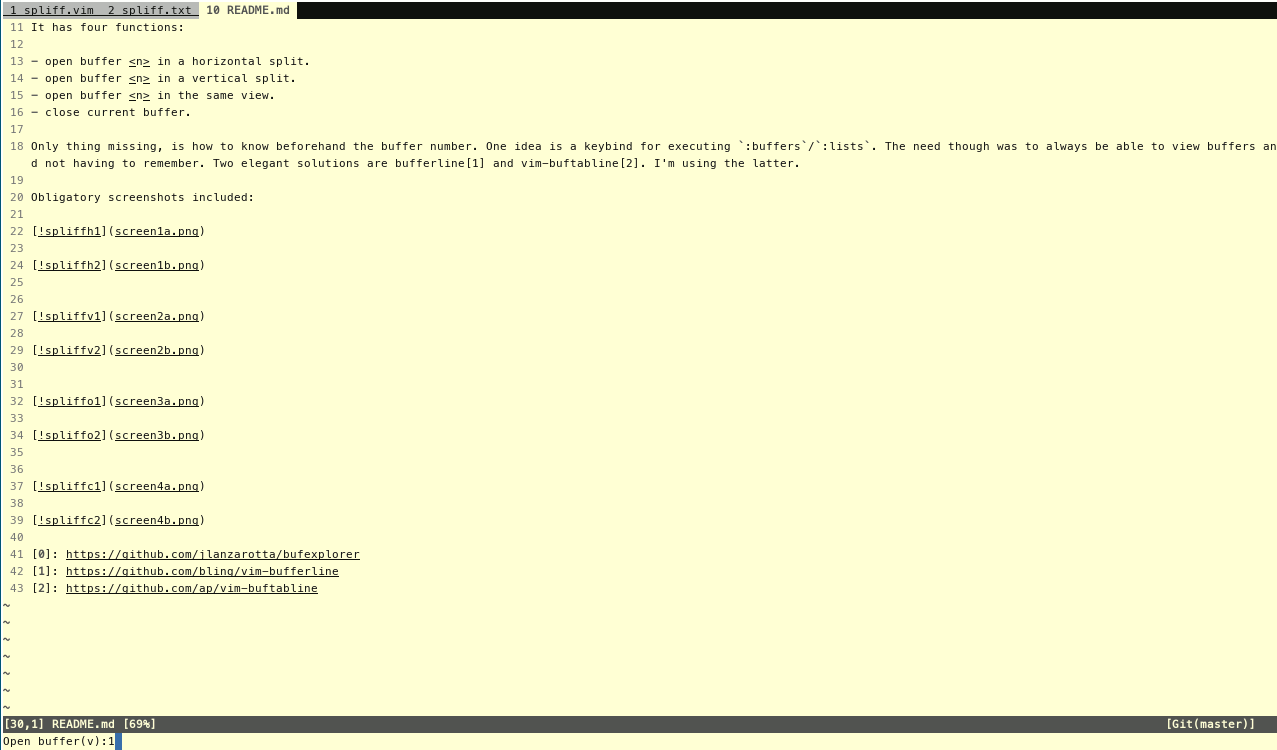 1 spliff.vim  2 spliff.txt  10 README.md
11 It has four functions:
12
13 - open buffer <n> in a horizontal split.
14 - open buffer <n> in a vertical split.
15 - open buffer <n> in the same view.
16 - close current buffer.
17
18 Only thing missing, is how to know beforehand the buffer number. One idea is a keybind for executing `:buffers`/`:lists`. The need though was to always be able to view buffers an
d not having to remember. Two elegant solutions are bufferline[1] and vim-buftabline[2]. I'm using the latter.
19
20 Obligatory screenshots included:
21
22 [!spliffh1](screen1a.png)
23
24 [!spliffh2](screen1b.png)
25
26
27 [!spliffv1](screen2a.png)
28
29 [!spliffv2](screen2b.png)
30
31
32 [!spliffo1](screen3a.png)
33
34 [!spliffo2](screen3b.png)
35
36
37 [!spliffc1](screen4a.png)
38
39 [!spliffc2](screen4b.png)
40
41 [0]: https://github.com/jlanzarotta/bufexplorer
42 [1]: https://github.com/bling/vim-bufferline
43 [2]: https://github.com/ap/vim-buftabline
~
~
~
~
~
~
~
[30,1] README.md [69%] [Git(master)]
Open buffer(v):1